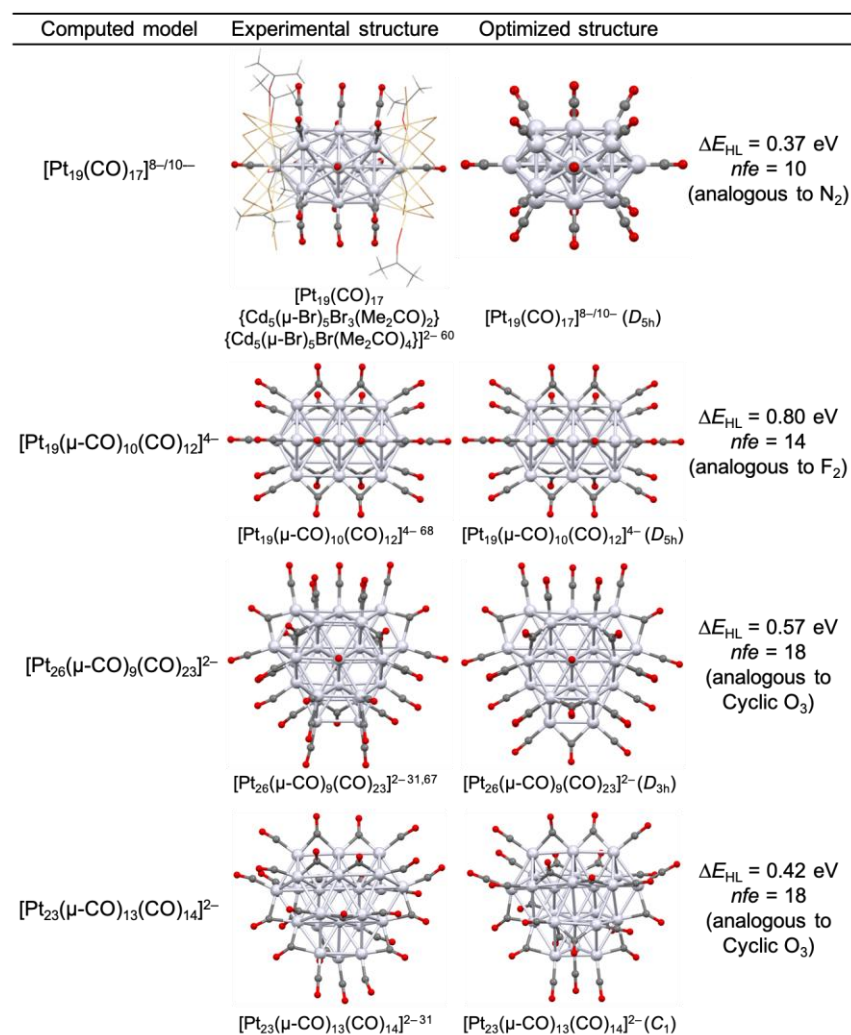 Computed model Experimental structure Optimized structure
[Pt₁₉(CO)₁₇]⁸⁻/¹⁰⁻
ΔE_HL = 0.37 eV
nfe = 10
(analogous to N₂)
[Pt₁₉(CO)₁₇
{Cd₅(μ-Br)₅Br₃(Me₂CO)₂}
{Cd₅(μ-Br)₅Br(Me₂CO)₄}]²⁻ ⁶⁰
[Pt₁₉(CO)₁₇]⁸⁻/¹⁰⁻ (D₅h)
[Pt₁₉(μ-CO)₁₀(CO)₁₂]⁴⁻
ΔE_HL = 0.80 eV
nfe = 14
(analogous to F₂)
[Pt₁₉(μ-CO)₁₀(CO)₁₂]⁴⁻ ⁶⁸
[Pt₁₉(μ-CO)₁₀(CO)₁₂]⁴⁻ (D₅h)
[Pt₂₆(μ-CO)₉(CO)₂₃]²⁻
ΔE_HL = 0.57 eV
nfe = 18
(analogous to
Cyclic O₃)
[Pt₂₆(μ-CO)₉(CO)₂₃]²⁻ ³¹,⁶⁷
[Pt₂₆(μ-CO)₉(CO)₂₃]²⁻ (D₃h)
[Pt₂₃(μ-CO)₁₃(CO)₁₄]²⁻
ΔE_HL = 0.42 eV
nfe = 18
(analogous to
Cyclic O₃)
[Pt₂₃(μ-CO)₁₃(CO)₁₄]²⁻ ³¹
[Pt₂₃(μ-CO)₁₃(CO)₁₄]²⁻ (C₁)